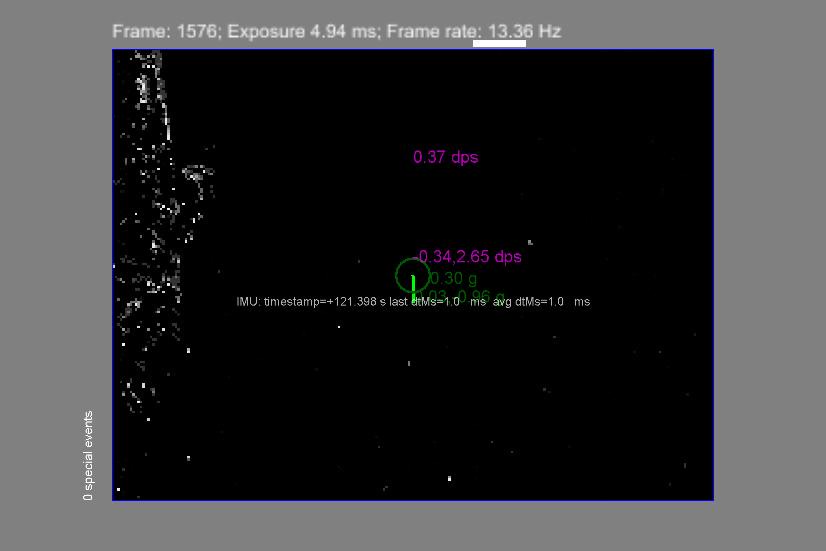 Frame: 1576; Exposure 4.94 ms; Frame rate: 13.36 Hz
0.37 dps
-0.34,2.65 dps
0.30 g
0.96 g
IMU: timestamp=+121.398 s last dtMs=1.0 ms avg dtMs=1.0 ms
0 special events